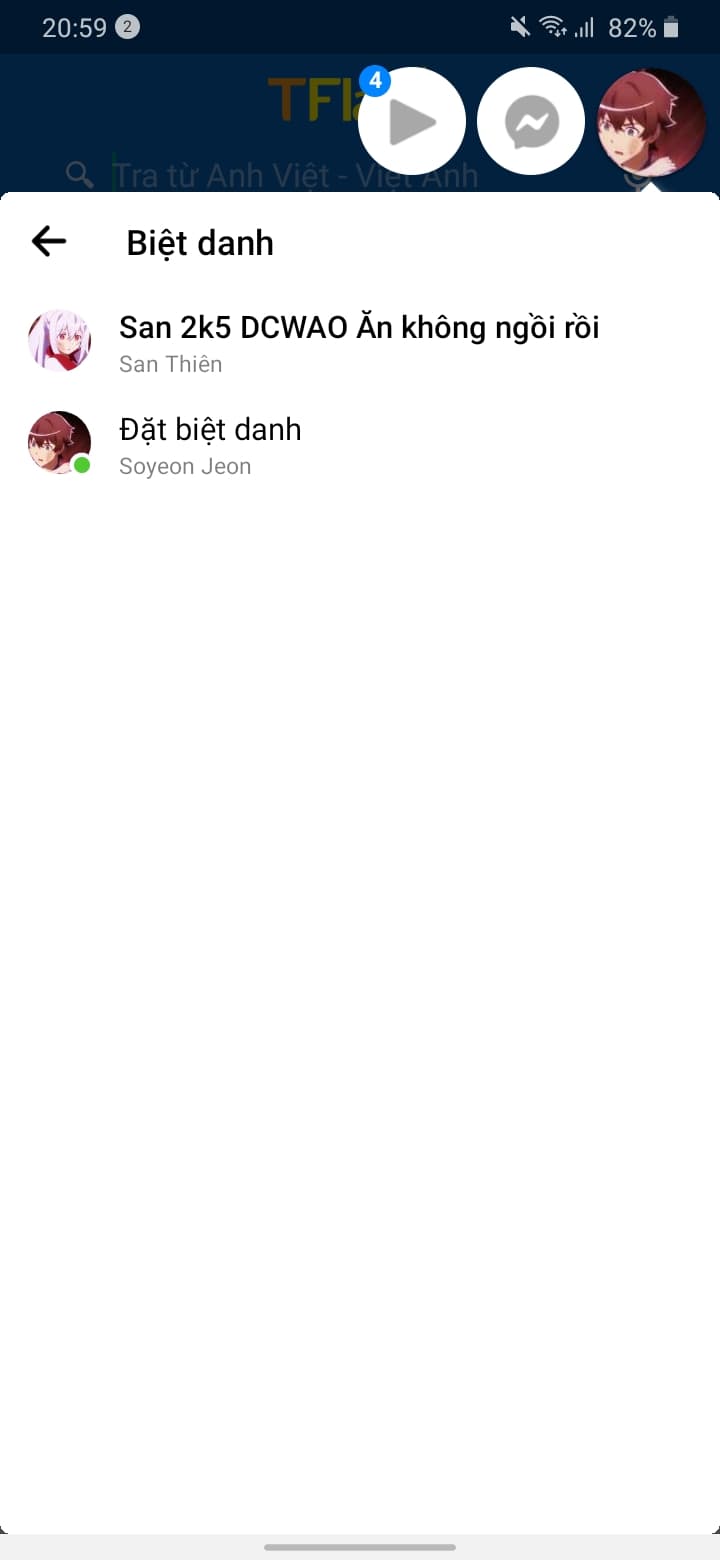 20:59 2 82%
4
TFl
Tra từ Anh Việt - Việt Anh
Biệt danh
San 2k5 DCWAO Ăn không ngồi rồi
San Thiên
Đặt biệt danh
Soyeon Jeon